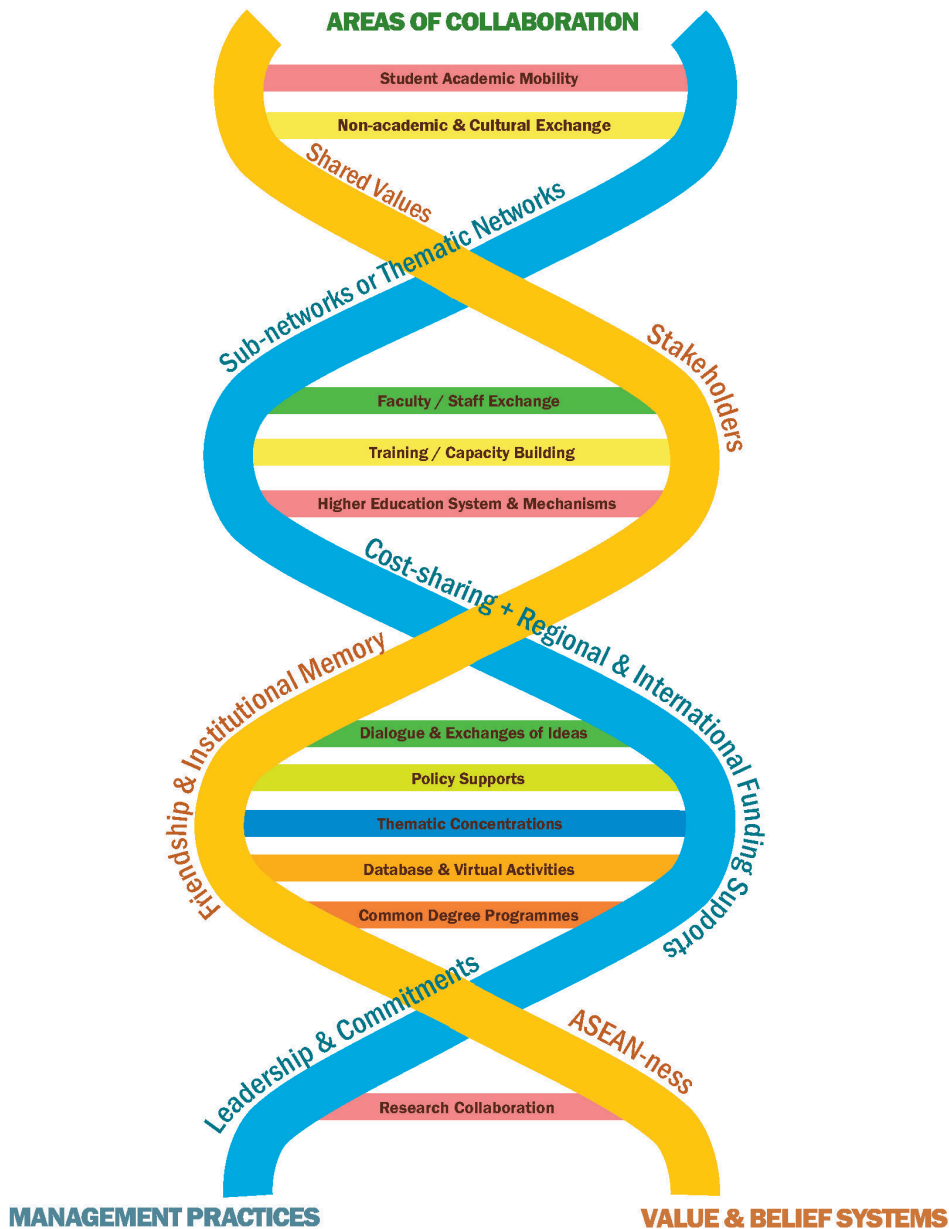 AREAS OF COLLABORATION
Student Academic Mobility
Non-academic & Cultural Exchange
Shared Values
Sub-networks or Thematic Networks
Stakeholders
Faculty / Staff Exchange
Training / Capacity Building
Higher Education System & Mechanisms
Cost-sharing + Regional & International Funding Supports
Friendship & Institutional Memory
Dialogue & Exchanges of Ideas
Policy Supports
Thematic Concentrations
Database & Virtual Activities
Common Degree Programmes
Leadership & Commitments
ASEAN-ness
Research Collaboration
MANAGEMENT PRACTICES
VALUE & BELIEF SYSTEMS